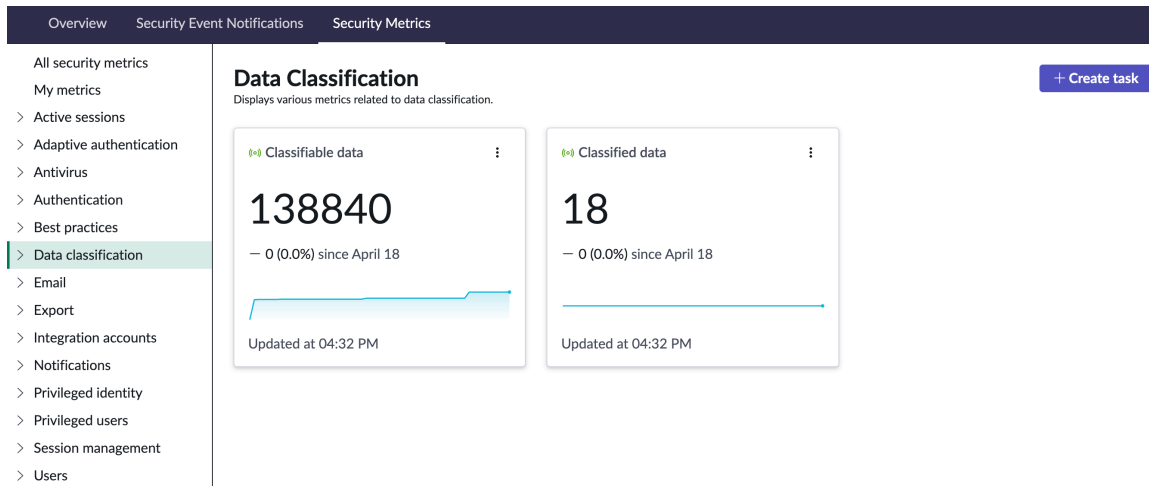 Overview Security Event Notifications Security Metrics
All security metrics
My metrics
Active sessions
Adaptive authentication
Antivirus
Authentication
Best practices
Data classification
Email
Export
Integration accounts
Notifications
Privileged identity
Privileged users
Session management
Users
Data Classification
Displays various metrics related to data classification.
+ Create task
Classifiable data
138840
— 0 (0.0%) since April 18
Updated at 04:32 PM
Classified data
18
— 0 (0.0%) since April 18
Updated at 04:32 PM